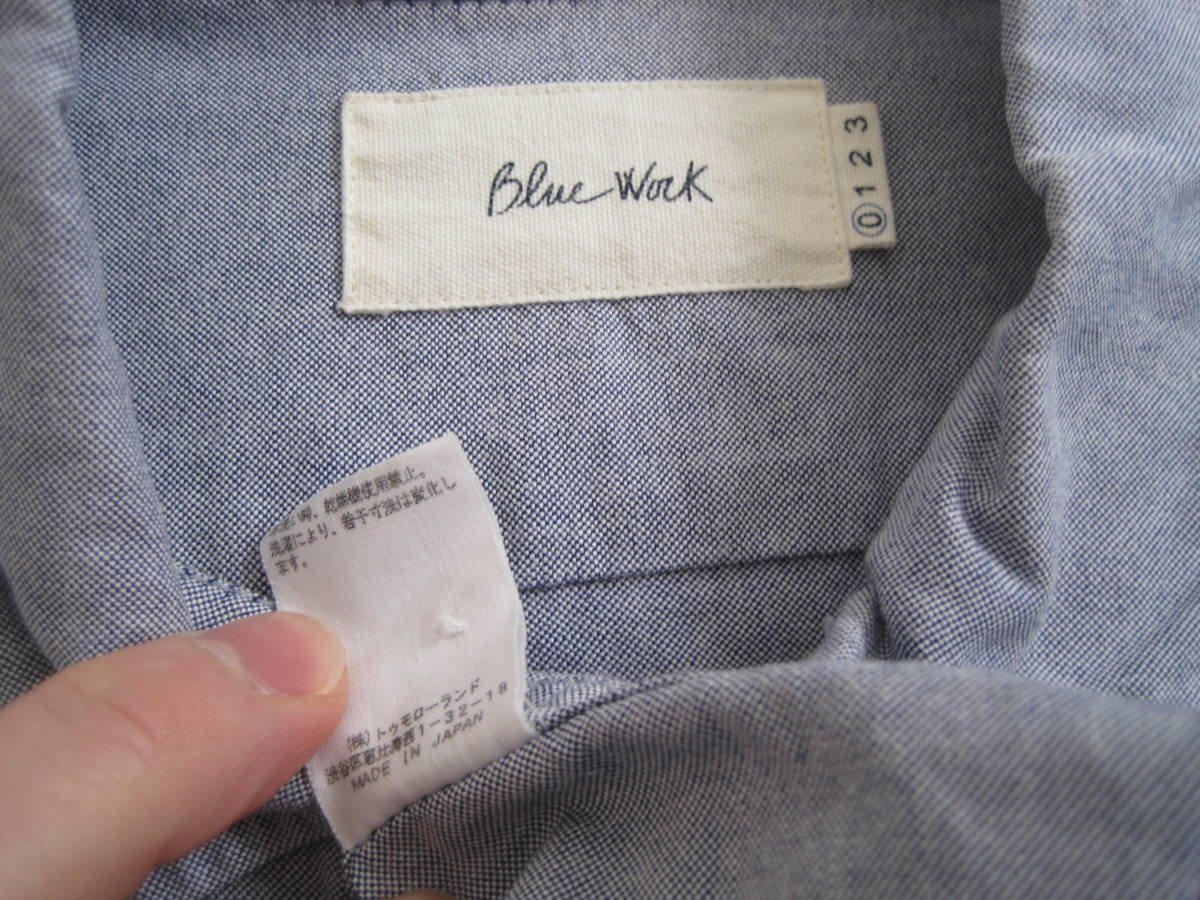 Blue Work
0 1 2 3
、乾燥機使用禁止。
洗濯により、若干寸法は変化し
ます。
(株)トゥモローランド
渋谷区恵比寿西1-32-18
MADE IN JAPAN